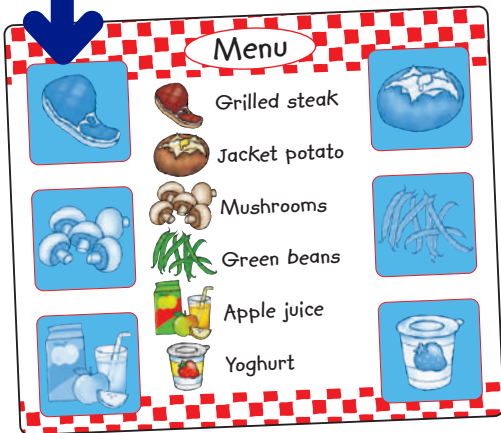 Menu
Grilled steak
Jacket potato
Mushrooms
Green beans
Apple juice
Yoghurt